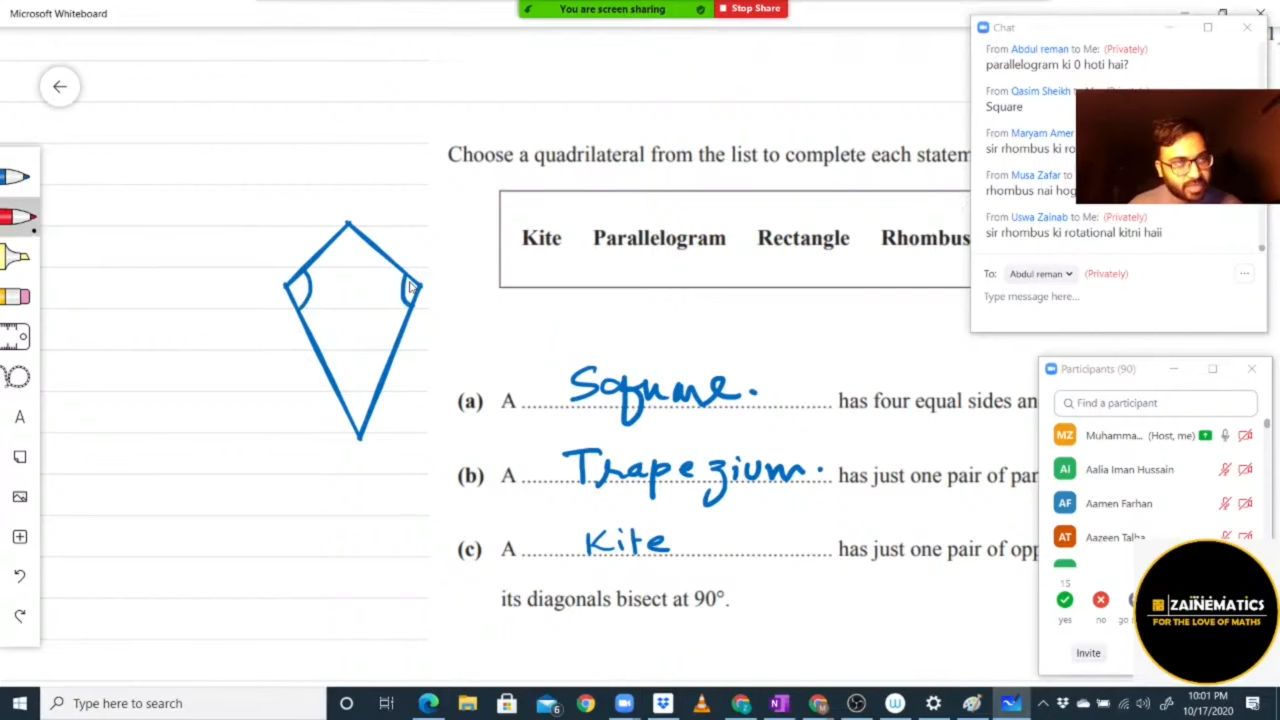 Microsoft Whiteboard
You are screen sharing
Stop Share
Chat
From Abdul reman to Me: (Privately)
parallelogram ki 0 hoti hai?
From Qasim Sheikh
Square
From Maryam Amer
sir rhombus ki
From Musa Zafar to
rhombus nai
From Uswa Zainab to Me: (Privately)
sir rhombus ki rotational kitni haii
To: Abdul reman (Privately)
Type message here...
Choose a quadrilateral from the list to complete each
Kite Parallelogram Rectangle Rhombus
(a) A Square. has four equal sides
(b) A Trapezium. has just one pair of
(c) A Kite has just one pair of
its diagonals bisect at 90°.
Participants (90)
Find a participant
MZ Muhamma... (Host, me)
AI Aalia Iman Hussain
AF Aamen Farhan
AT Aazeen Talha
15
yes no go
Invite
ZAINEMATICS
FOR THE LOVE OF MATHS
A
Type here to search
6
10:01 PM
10/17/2020